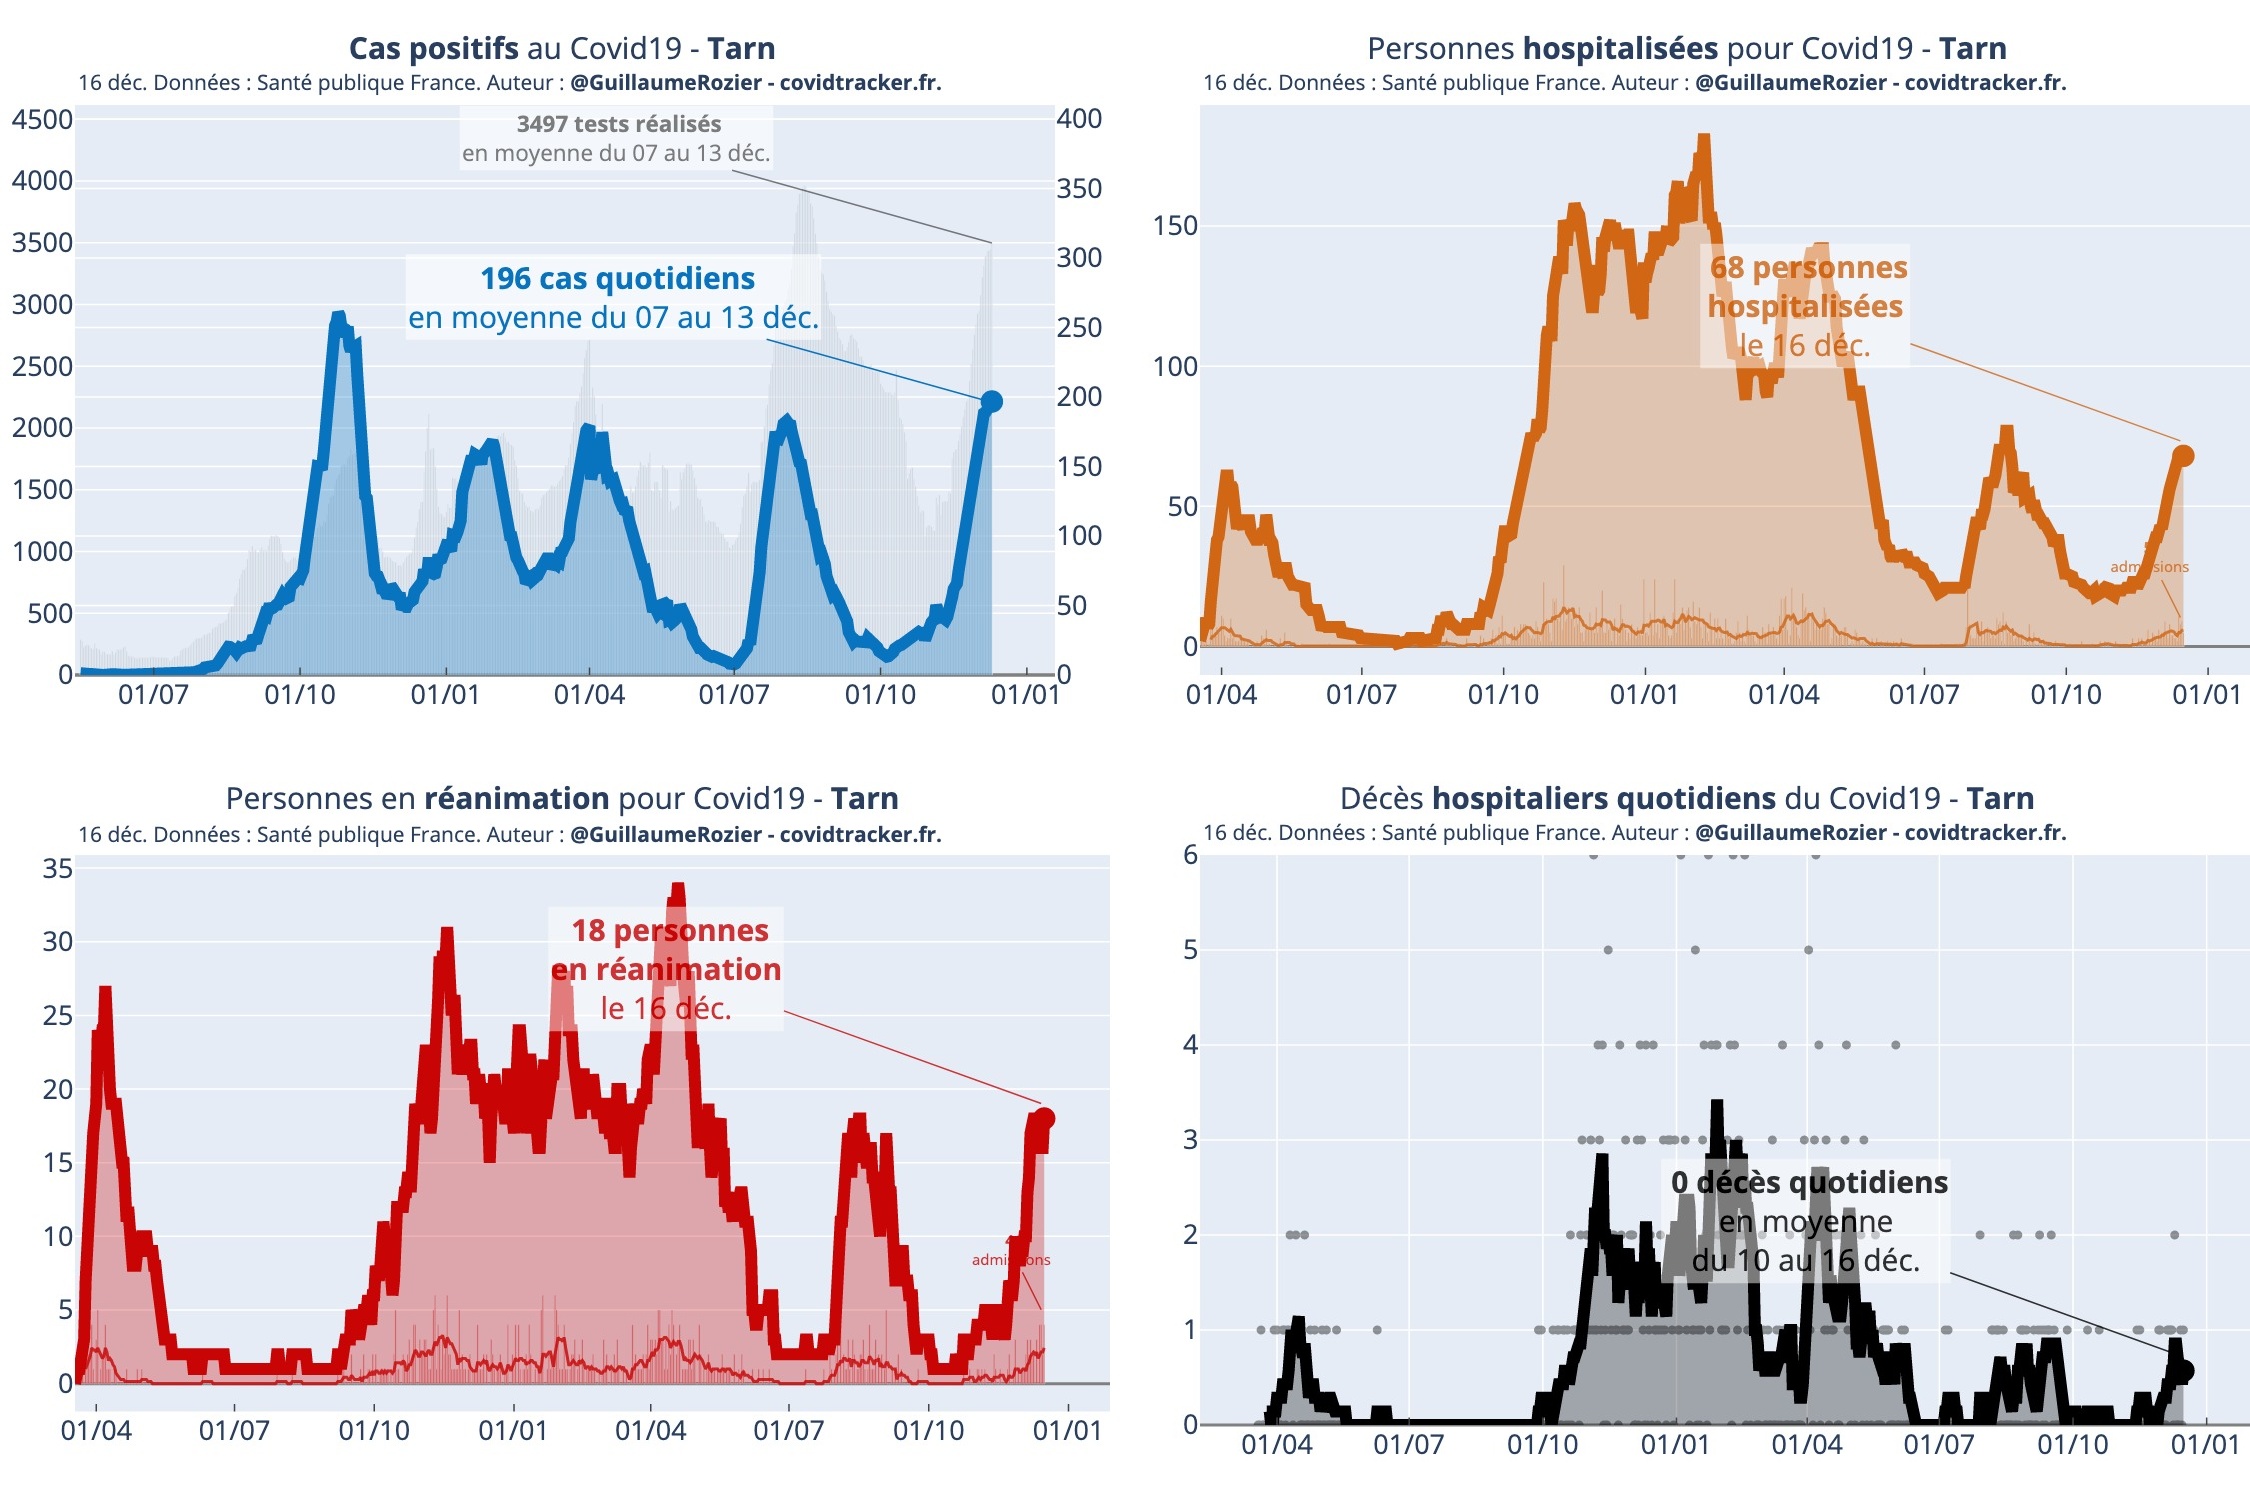 Cas positifs au Covid19 - Tarn
16 déc. Données : Santé publique France. Auteur : @GuillaumeRozier - covidtracker.fr.
4500
4000
3500
3000
2500
2000
1500
1000
500
0
400
350
300
250
200
150
100
50
0
3497 tests réalisés
en moyenne du 07 au 13 déc.
196 cas quotidiens
en moyenne du 07 au 13 déc.
01/07 01/10 01/01 01/04 01/07 01/10 01/01
Personnes hospitalisées pour Covid19 - Tarn
16 déc. Données : Santé publique France. Auteur : @GuillaumeRozier - covidtracker.fr.
150
100
50
0
68 personnes
hospitalisées
le 16 déc.
admissions
01/04 01/07 01/10 01/01 01/04 01/07 01/10 01/01
Personnes en réanimation pour Covid19 - Tarn
16 déc. Données : Santé publique France. Auteur : @GuillaumeRozier - covidtracker.fr.
35
30
25
20
15
10
5
0
18 personnes
en réanimation
le 16 déc.
admissions
01/04 01/07 01/10 01/01 01/04 01/07 01/10 01/01
Décès hospitaliers quotidiens du Covid19 - Tarn
16 déc. Données : Santé publique France. Auteur : @GuillaumeRozier - covidtracker.fr.
6
5
4
3
2
1
0
0 décès quotidiens
en moyenne
du 10 au 16 déc.
01/04 01/07 01/10 01/01 01/04 01/07 01/10 01/01